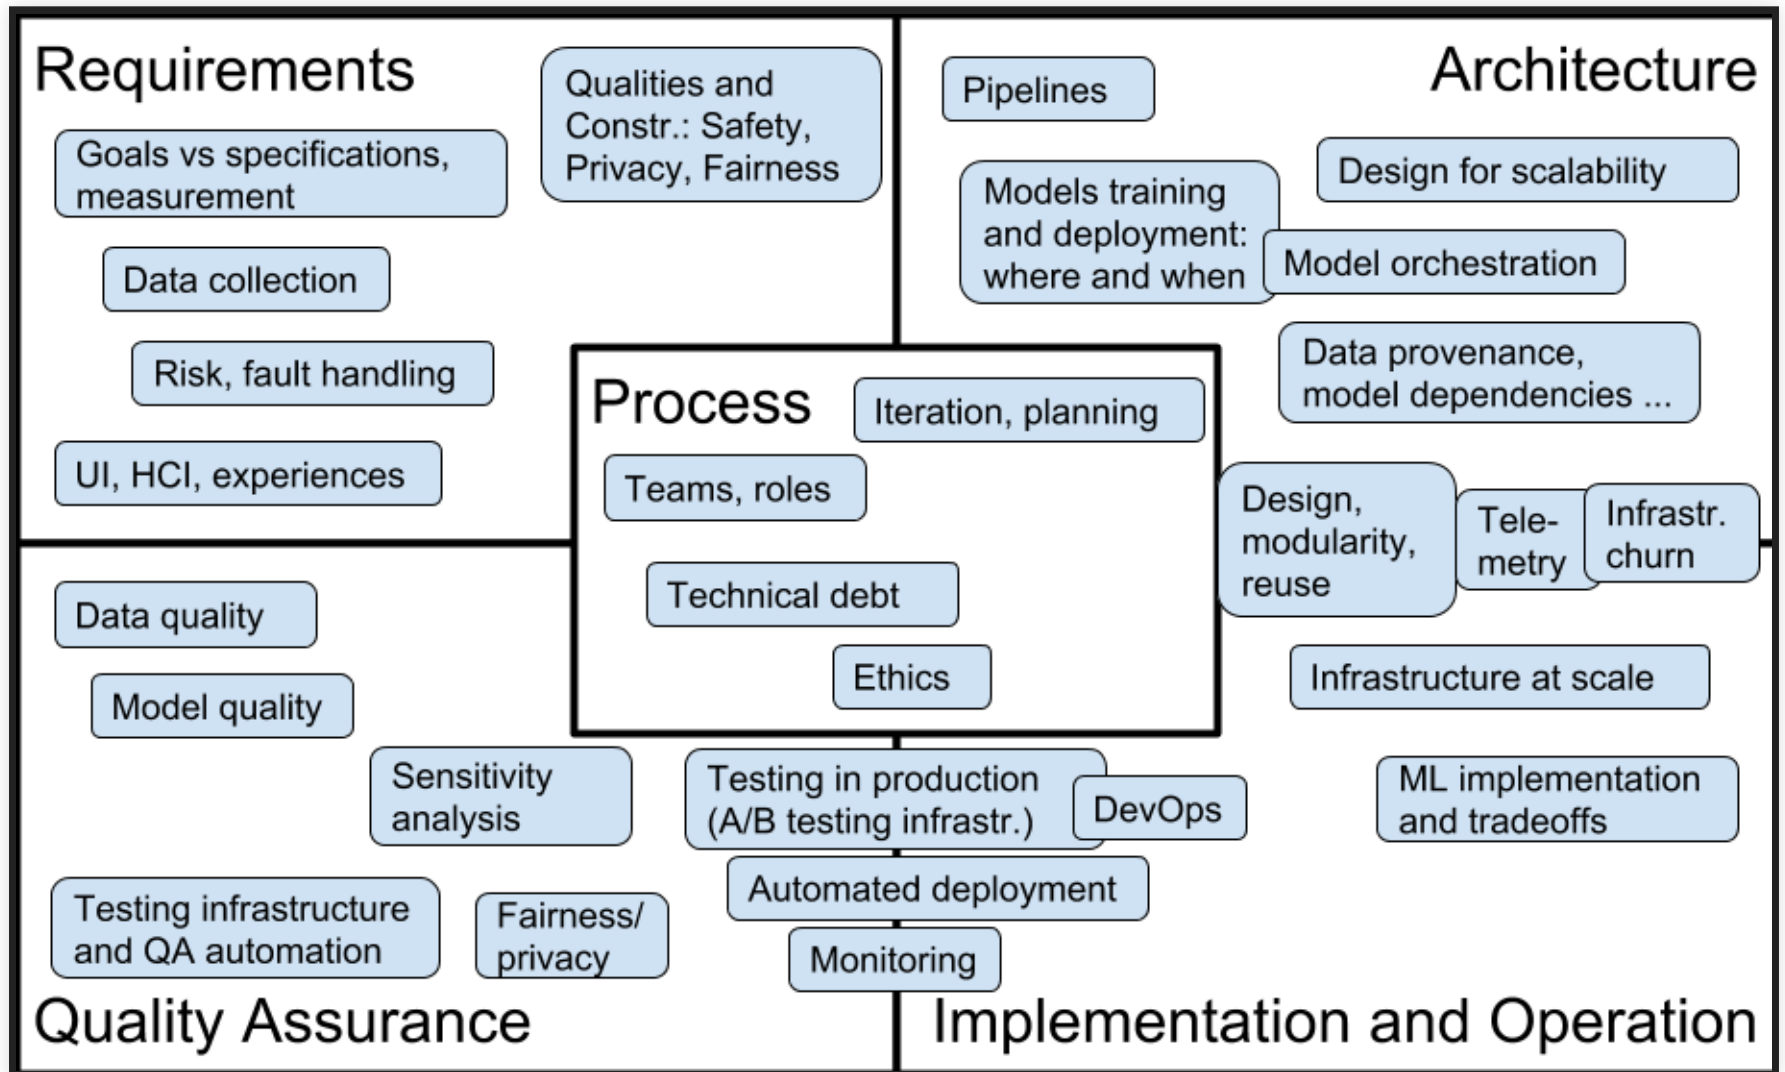 Requirements
Qualities and
Constr.: Safety,
Privacy, Fairness
Goals vs specifications,
measurement
Data collection
Risk, fault handling
UI, HCI, experiences
Architecture
Pipelines
Design for scalability
Models training
and deployment:
where and when
Model orchestration
Data provenance,
model dependencies ...
Process
Iteration, planning
Teams, roles
Technical debt
Ethics
Design,
modularity,
reuse
Tele-
metry
Infrastr.
churn
Data quality
Model quality
Sensitivity
analysis
Testing infrastructure
and QA automation
Fairness/
privacy
Quality Assurance
Testing in production
(A/B testing infrastr.)
DevOps
Automated deployment
Monitoring
Infrastructure at scale
ML implementation
and tradeoffs
Implementation and Operation